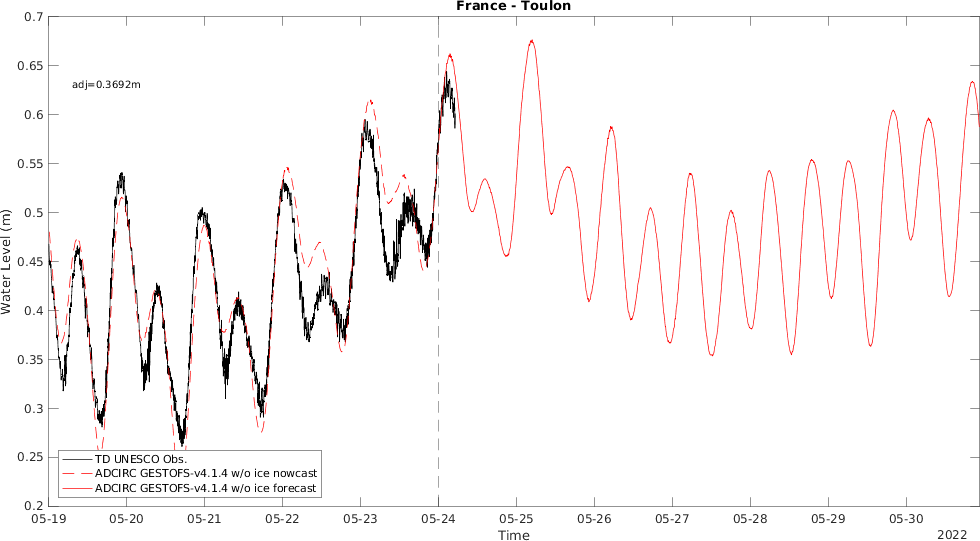 France - Toulon
0.7
0.65
0.6
0.55
0.5
0.45
0.4
0.35
0.3
0.25
0.2
Water Level (m)
adj=0.3692m
TD UNESCO Obs.
ADCIRC GESTOFS-v4.1.4 w/o ice nowcast
ADCIRC GESTOFS-v4.1.4 w/o ice forecast
05-19 05-20 05-21 05-22 05-23 05-24 05-25 05-26 05-27 05-28 05-29 05-30
Time
2022